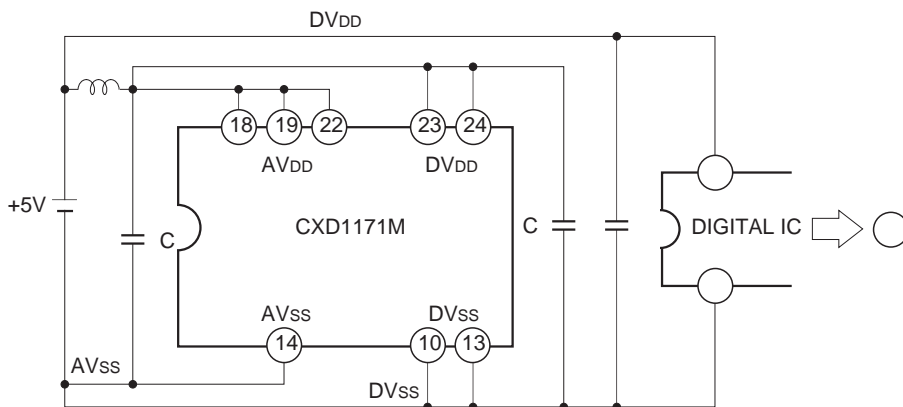 DVDD
18 19 22 23 24
AVDD DVDD
+5V
C CXD1171M C DIGITAL IC
AVSS DVSS
14 10 13
AVSS
DVSS